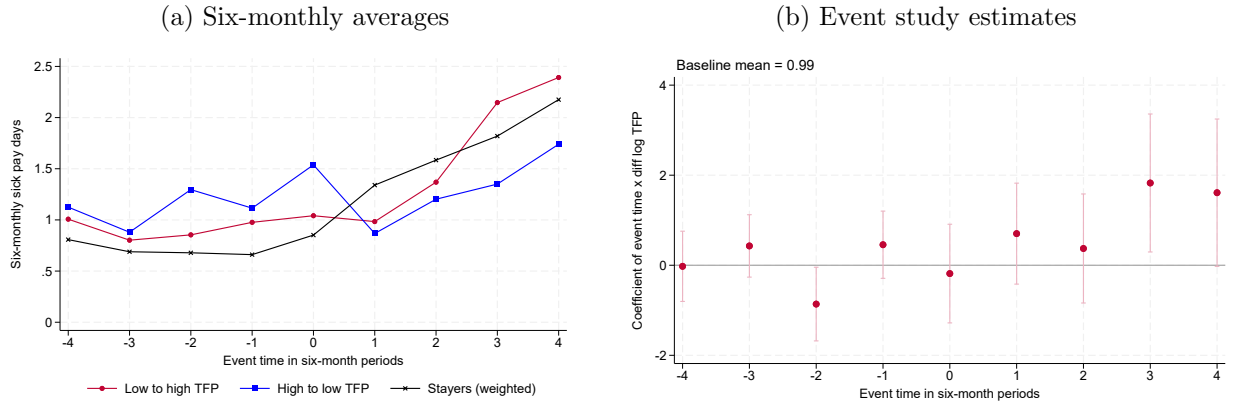 (a) Six-monthly averages
Six-monthly sick pay days
2.5
2
1.5
1
.5
0
-4 -3 -2 -1 0 1 2 3 4
Event time in six-month periods
Low to high TFP High to low TFP Stayers (weighted)
(b) Event study estimates
Baseline mean = 0.99
Coefficient of event time x diff log TFP
4
2
0
-2
-4 -3 -2 -1 0 1 2 3 4
Event time in six-month periods